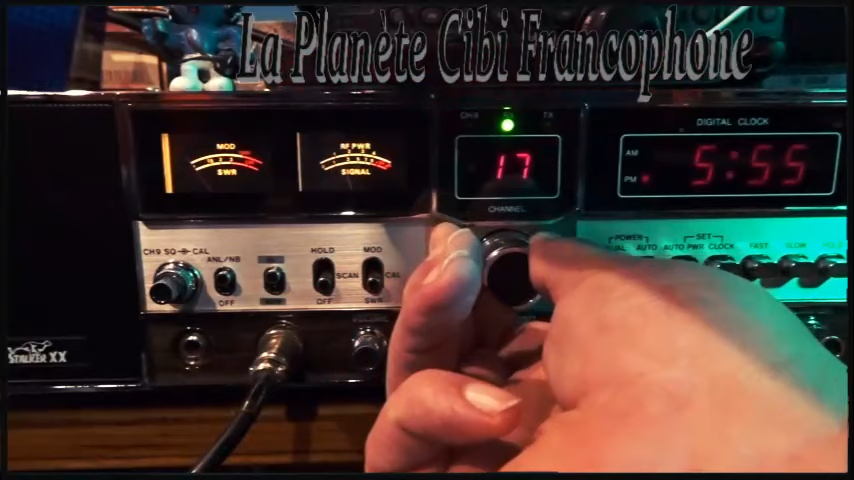 La Planète Cibi Francophone
CH9 TX
DIGITAL CLOCK
AM
PM
17
5:55
CHANNEL
MOD
SWR
RF PWR
SIGNAL
CH9 SQ CAL
ANL/NB
OFF
HOLD
SCAN
OFF
MOD
CAL
SWR
POWER
AUTO
SET
AUTO PWR CLOCK
FAST
SLOW
HOLD
STALKER XX